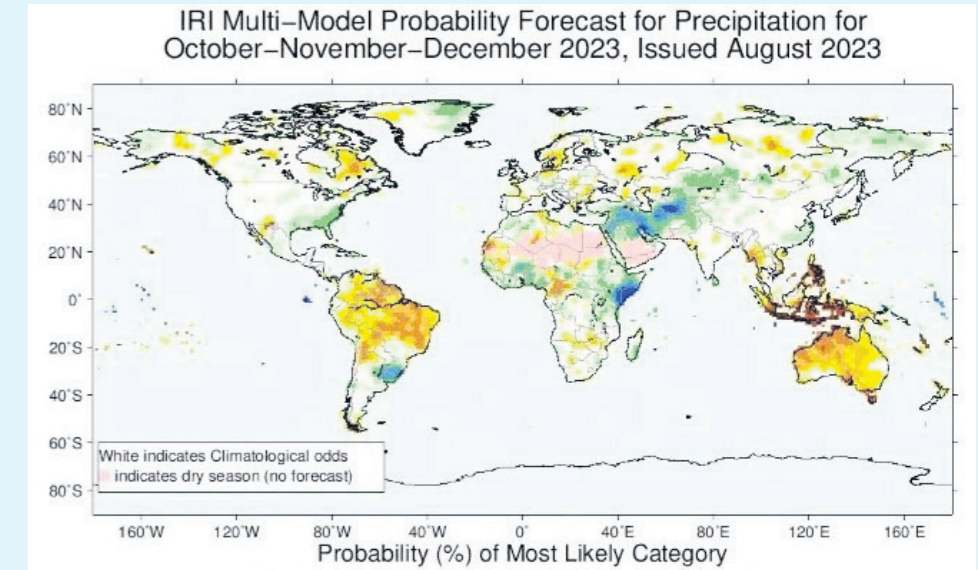 IRI Multi–Model Probability Forecast for Precipitation for
October–November–December 2023, Issued August 2023
80˚N
60˚N
40˚N
20˚N
0˚
20˚S
40˚S
60˚S
80˚S
White indicates Climatological odds
indicates dry season (no forecast)
160˚W 120˚W 80˚W 40˚W 0˚ 40˚E 80˚E 120˚E 160˚E
Probability (%) of Most Likely Category